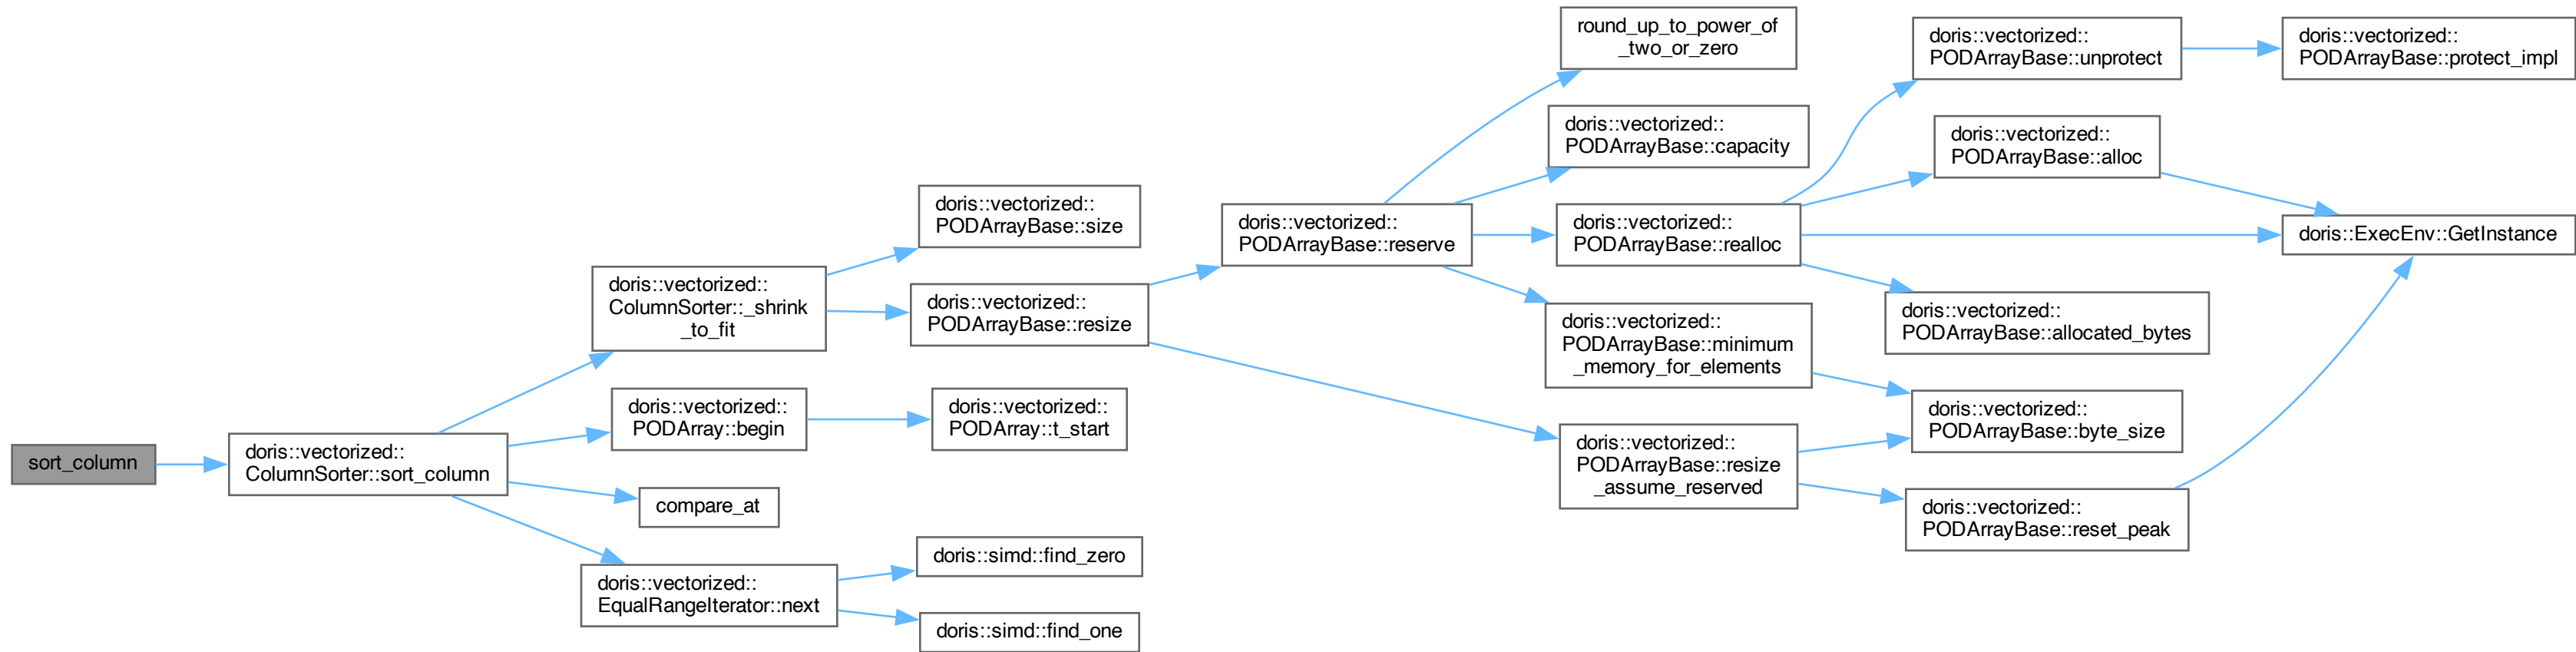 sort_column
doris::vectorized::
ColumnSorter::sort_column
doris::vectorized::
ColumnSorter::_shrink
_to_fit
doris::vectorized::
PODArray::begin
compare_at
doris::vectorized::
EqualRangeIterator::next
doris::vectorized::
PODArrayBase::size
doris::vectorized::
PODArrayBase::resize
doris::vectorized::
PODArray::t_start
doris::simd::find_zero
doris::simd::find_one
doris::vectorized::
PODArrayBase::reserve
round_up_to_power_of
_two_or_zero
doris::vectorized::
PODArrayBase::capacity
doris::vectorized::
PODArrayBase::realloc
doris::vectorized::
PODArrayBase::minimum
_memory_for_elements
doris::vectorized::
PODArrayBase::resize
_assume_reserved
doris::vectorized::
PODArrayBase::unprotect
doris::vectorized::
PODArrayBase::alloc
doris::vectorized::
PODArrayBase::allocated_bytes
doris::vectorized::
PODArrayBase::byte_size
doris::vectorized::
PODArrayBase::reset_peak
doris::vectorized::
PODArrayBase::protect_impl
doris::ExecEnv::GetInstance